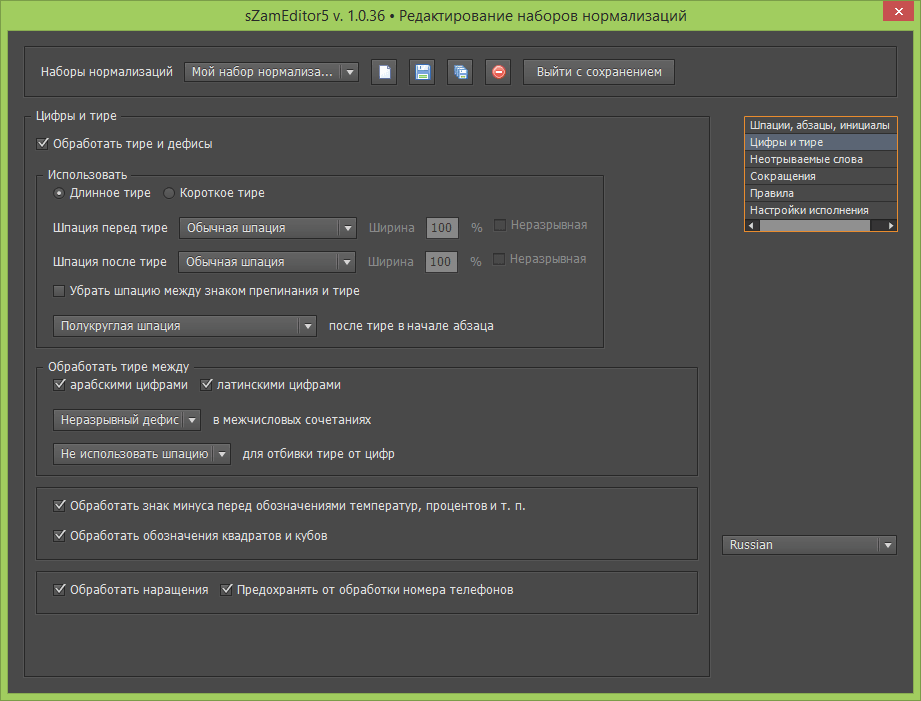 sZamEditor5 v. 1.0.36 • Редактирование наборов нормализаций
Наборы нормализаций Мой набор нормализа... Выйти с сохранением
Цифры и тире
Обработать тире и дефисы
Использовать
Длинное тире Короткое тире
Шпация перед тире Обычная шпация Ширина 100 % Неразрывная
Шпация после тире Обычная шпация Ширина 100 % Неразрывная
Убрать шпацию между знаком препинания и тире
Полукруглая шпация после тире в начале абзаца
Обработать тире между
арабскими цифрами латинскими цифрами
Неразрывный дефис в межчисловых сочетаниях
Не использовать шпацию для отбивки тире от цифр
Обработать знак минуса перед обозначениями температур, процентов и т. п.
Обработать обозначения квадратов и кубов
Обработать наращения Предохранять от обработки номера телефонов
Шпации, абзацы, инициалы
Цифры и тире
Неотрываемые слова
Сокращения
Правила
Настройки исполнения
Russian